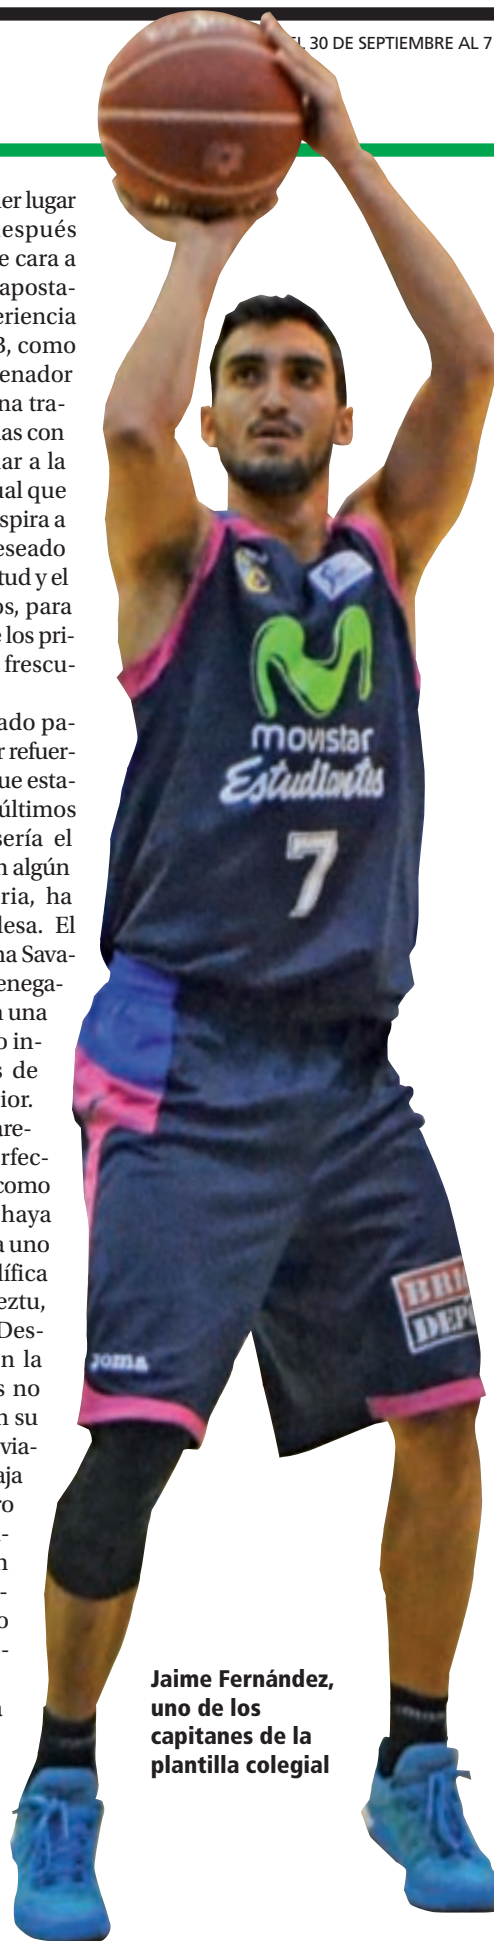 30 DE SEPTIEMBRE AL 7
er lugar
espués
e cara a
aposta-
eriencia
3, como
enador
na tra-
as con
ar a la
ual que
spira a
eseado
tud y el
os, para
e los pri-
frescu-
ado pa-
r refuer-
ue esta-
últimos
sería el
n algún
ria, ha
lesa. El
na Sava-
enega-
una
o in-
s de
ior.
are-
rfec-
como
haya
a uno
lífica
eztu,
Des-
n la
s no
n su
via-
aja
ro
n
o
a
movistar
Estudiantes
7
joma
BRI
DEPO
Jaime Fernández,
uno de los
capitanes de la
plantilla colegial